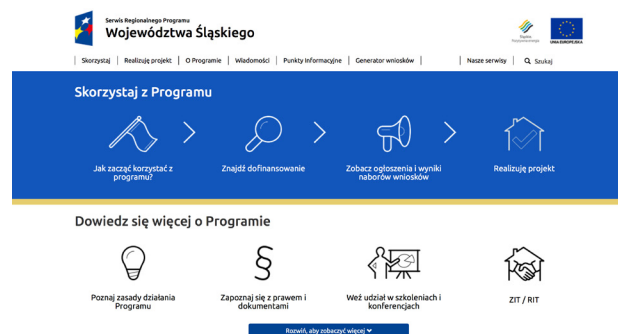 Serwis Regionalnego Programu
Województwa Śląskiego
UNIA EUROPEJSKA
Skorzystaj | Realizuję projekt | O Programie | Wiadomości | Punkty Informacyjne | Generator wniosków | Nasze serwisy | Szukaj
Skorzystaj z Programu
Jak zacząć korzystać z
programu?
Znajdź dofinansowanie
Zobacz ogłoszenia i wyniki
naborów wniosków
Realizuję projekt
Dowiedz się więcej o Programie
Poznaj zasady działania
Programu
§
Zapoznaj się z prawem i
dokumentami
Weź udział w szkoleniach i
konferencjach
ZIT / RIT
Rozwiń, aby zobaczyć więcej